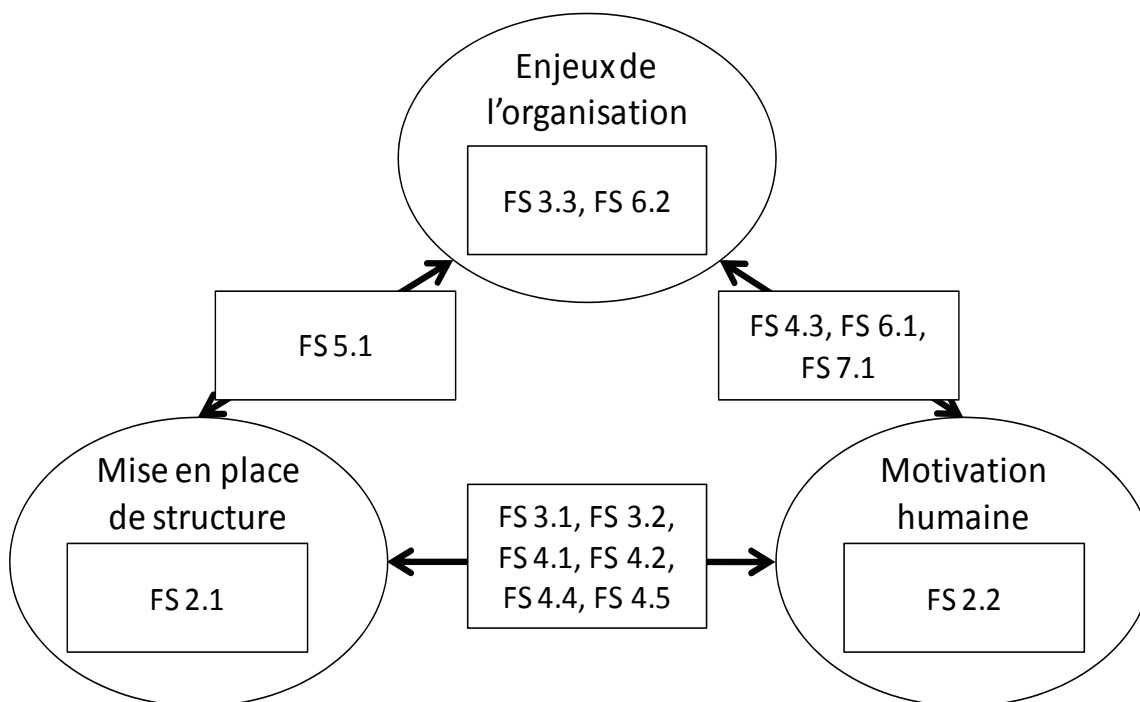 Enjeux de
l'organisation
FS 3.3, FS 6.2
FS 5.1
FS 4.3, FS 6.1,
FS 7.1
Mise en place
de structure
FS 2.1
FS 3.1, FS 3.2,
FS 4.1, FS 4.2,
FS 4.4, FS 4.5
Motivation
humaine
FS 2.2